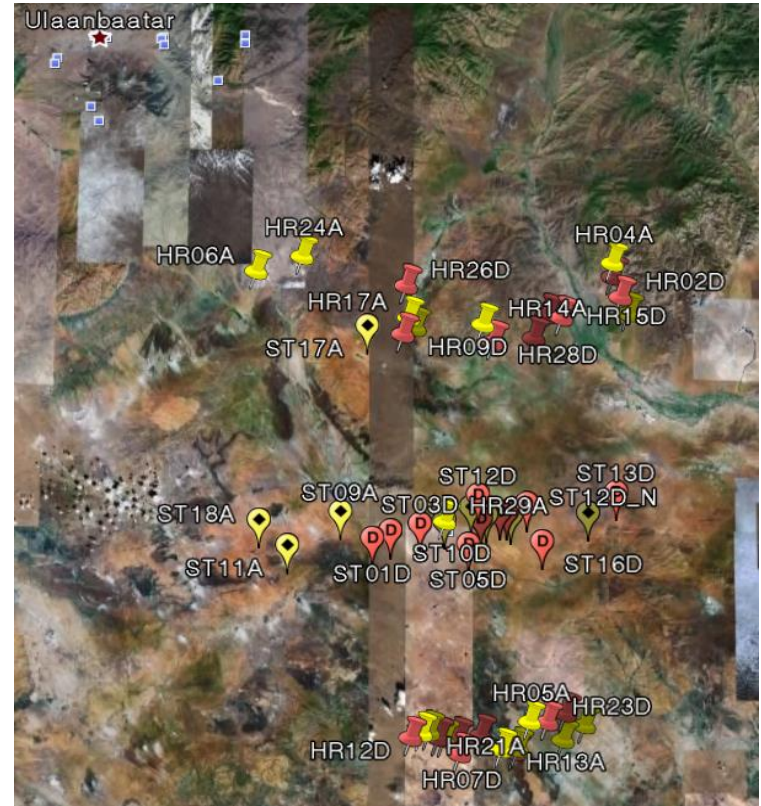 Ulaanbaatar
HR24A
HR04A
HR06A
HR26D
HR02D
HR17A
HR14A
HR15D
ST17A
HR09D
HR28D
ST12D
ST13D
ST09A
ST03D
HR29A
ST12D_N
ST18A
ST10D
ST11A
ST01D
ST05D
ST16D
D
D
D
D
D
D
D
D
HR05A
HR23D
HR12D
HR21A
HR13A
HR07D